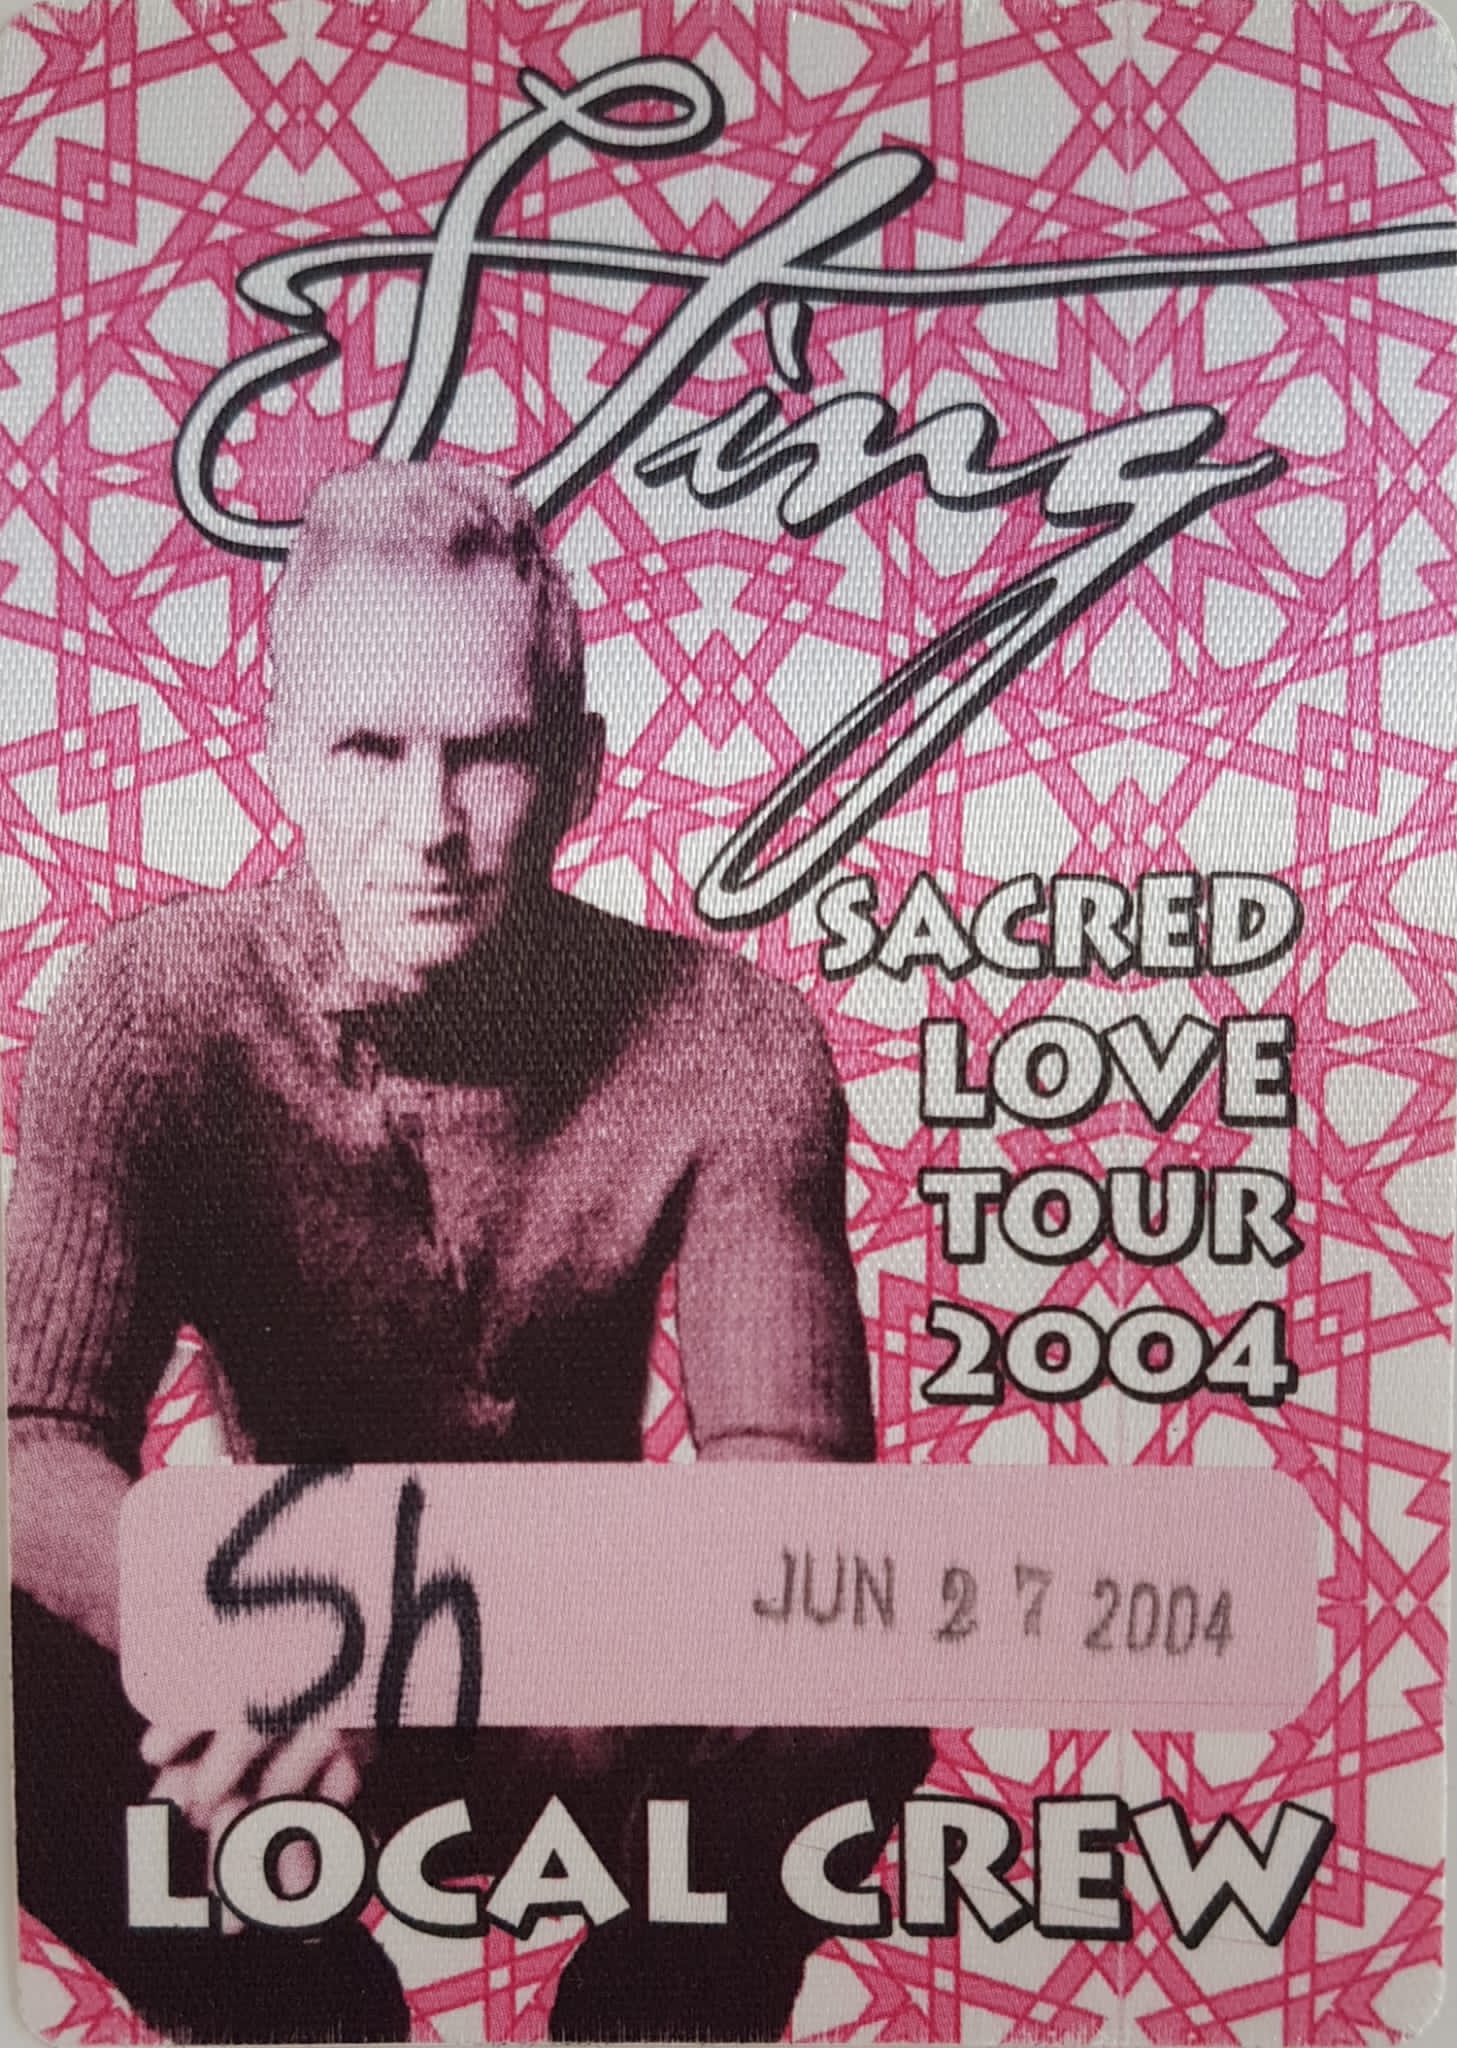 Sting
SACRED
LOVE
TOUR
2004
Sh JUN 27 2004
LOCAL CREW